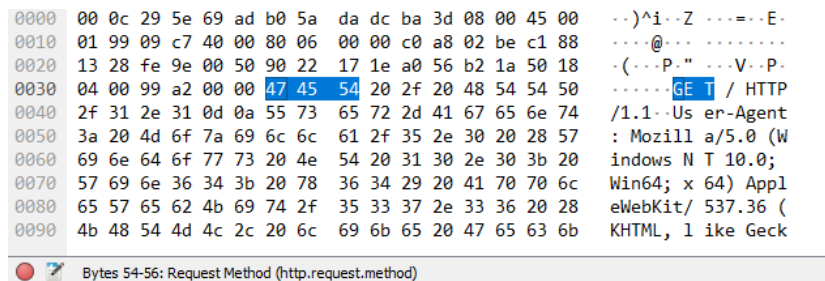 0000 00 0c 29 5e 69 ad b0 5a da dc ba 3d 08 00 45 00 ··)^i··Z ···=··E·
0010 01 99 09 c7 40 00 80 06 00 00 c0 a8 02 be c1 88 ····@··· ········
0020 13 28 fe 9e 00 50 90 22 17 1e a0 56 b2 1a 50 18 ·(···P·" ···V··P·
0030 04 00 99 a2 00 00 47 45 54 20 2f 20 48 54 54 50 ······GE T / HTTP
0040 2f 31 2e 31 0d 0a 55 73 65 72 2d 41 67 65 6e 74 /1.1··Us er-Agent
0050 3a 20 4d 6f 7a 69 6c 6c 61 2f 35 2e 30 20 28 57 : Mozill a/5.0 (W
0060 69 6e 64 6f 77 73 20 4e 54 20 31 30 2e 30 3b 20 indows N T 10.0;
0070 57 69 6e 36 34 3b 20 78 36 34 29 20 41 70 70 6c Win64; x 64) Appl
0080 65 57 65 62 4b 69 74 2f 35 33 37 2e 33 36 20 28 eWebKit/ 537.36 (
0090 4b 48 54 4d 4c 2c 20 6c 69 6b 65 20 47 65 63 6b KHTML, l ike Geck
Bytes 54-56: Request Method (http.request.method)